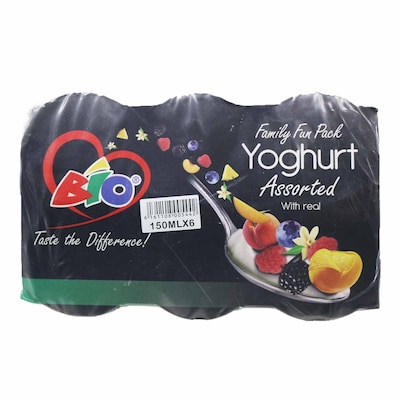 Family Fun Pack
Yoghurt
Assorted
With real
BIO®
Taste the Difference!
150MLX6